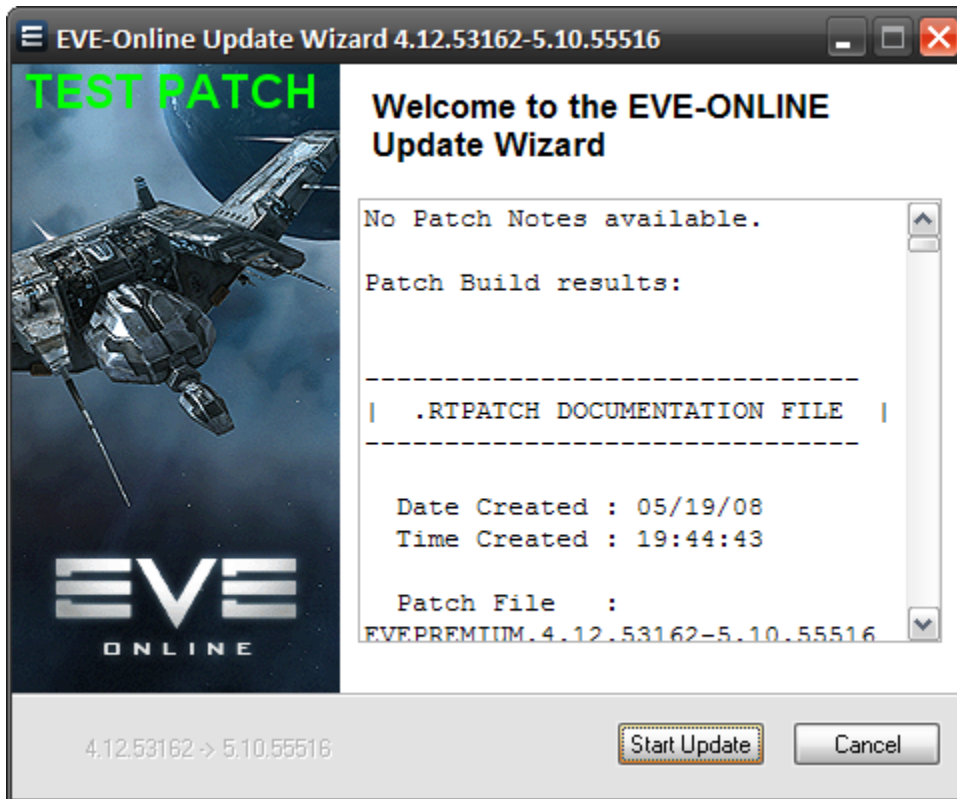 EVE-Online Update Wizard 4.12.53162-5.10.55516
TEST PATCH
Welcome to the EVE-ONLINE
Update Wizard
No Patch Notes available.
Patch Build results:
-------------------------------
|  .RTPATCH DOCUMENTATION FILE  |
-------------------------------
Date Created : 05/19/08
Time Created : 19:44:43
Patch File   :
EVEPREMIUM.4.12.53162-5.10.55516
EVE
ONLINE
4.12.53162 -> 5.10.55516
Start Update
Cancel